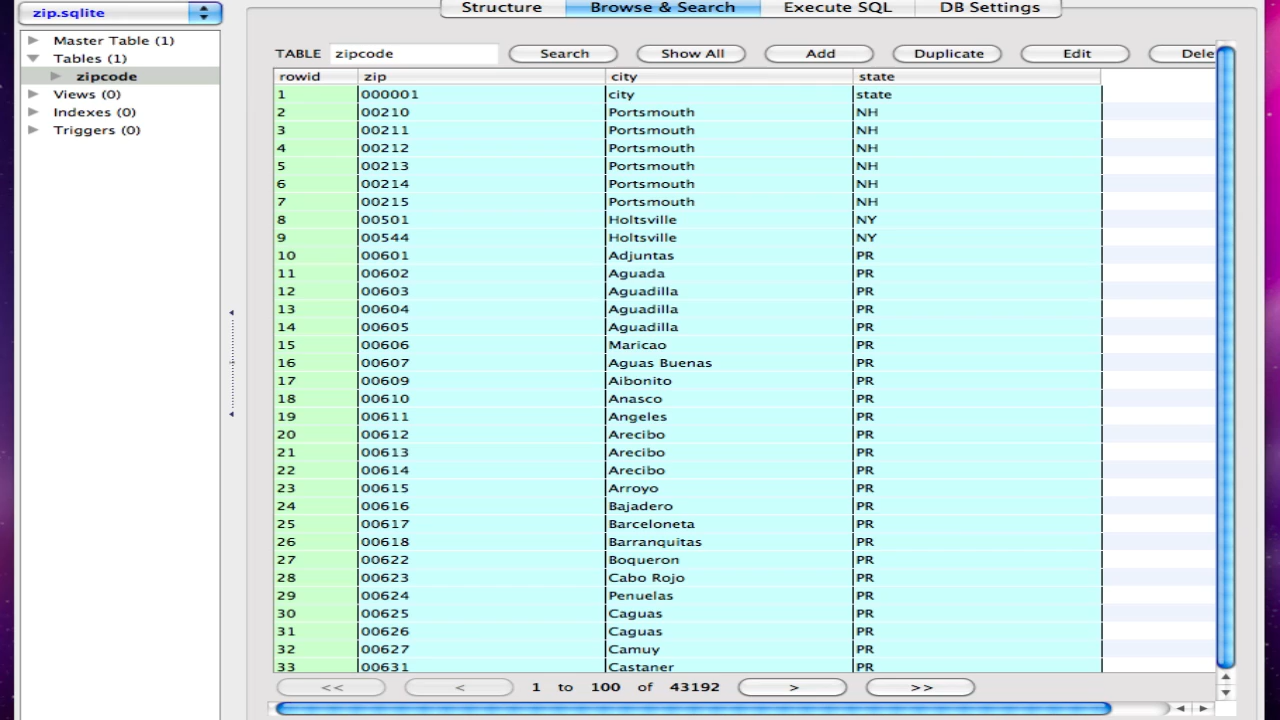 zip.sqlite
Structure Browse & Search Execute SQL DB Settings
Master Table (1)
Tables (1)
zipcode
Views (0)
Indexes (0)
Triggers (0)
TABLE zipcode Search Show All Add Duplicate Edit Dele
rowid zip city state
1 000001 city state
2 00210 Portsmouth NH
3 00211 Portsmouth NH
4 00212 Portsmouth NH
5 00213 Portsmouth NH
6 00214 Portsmouth NH
7 00215 Portsmouth NH
8 00501 Holtsville NY
9 00544 Holtsville NY
10 00601 Adjuntas PR
11 00602 Aguada PR
12 00603 Aguadilla PR
13 00604 Aguadilla PR
14 00605 Aguadilla PR
15 00606 Maricao PR
16 00607 Aguas Buenas PR
17 00609 Aibonito PR
18 00610 Anasco PR
19 00611 Angeles PR
20 00612 Arecibo PR
21 00613 Arecibo PR
22 00614 Arecibo PR
23 00615 Arroyo PR
24 00616 Bajadero PR
25 00617 Barceloneta PR
26 00618 Barranquitas PR
27 00622 Boqueron PR
28 00623 Cabo Rojo PR
29 00624 Penuelas PR
30 00625 Caguas PR
31 00626 Caguas PR
32 00627 Camuy PR
33 00631 Castaner PR
<< < 1 to 100 of 43192 > >>